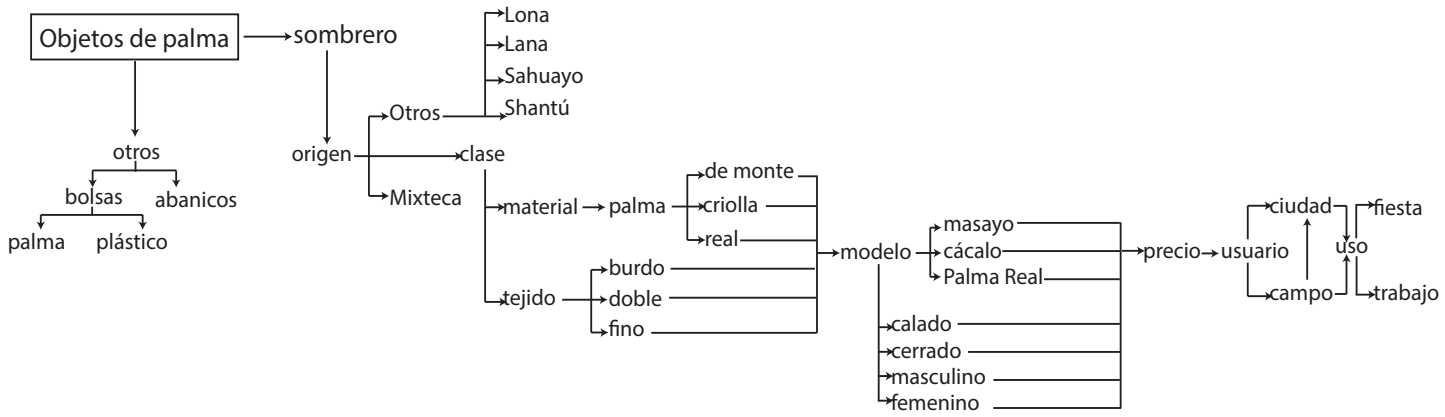 Objetos de palma
sombrero
Lona
Lana
Sahuayo
Shantú
Otros
origen
clase
Mixteca
otros
bolsas
abanicos
palma
plástico
material
palma
de monte
criolla
real
tejido
burdo
doble
fino
modelo
masayo
cácalo
Palma Real
calado
cerrado
masculino
femenino
precio
usuario
ciudad
campo
uso
fiesta
trabajo